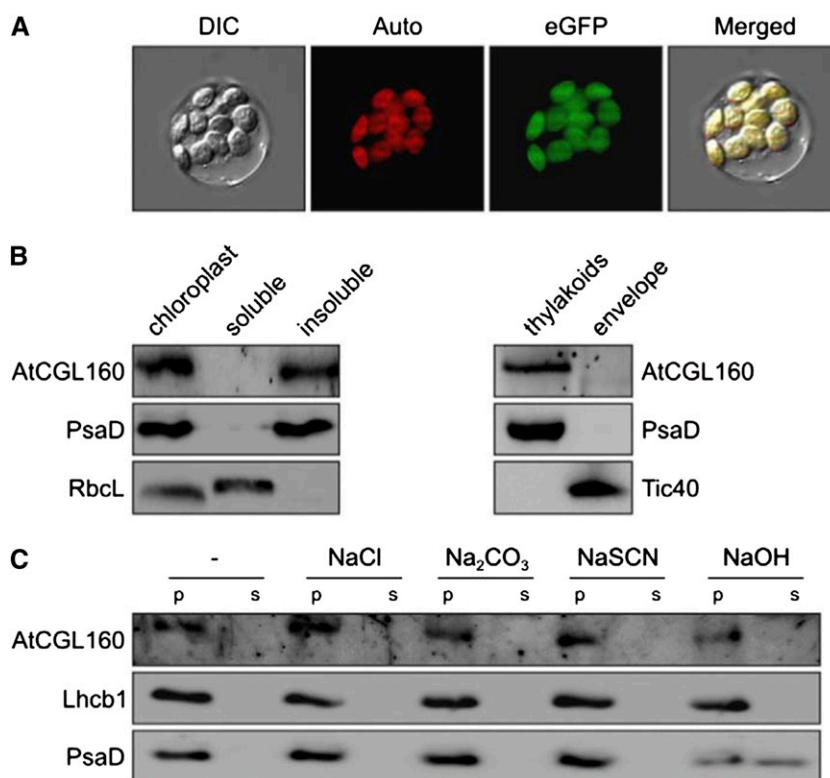 A
DIC Auto eGFP Merged
B
chloroplast soluble insoluble thylakoids envelope
AtCGL160 AtCGL160
PsaD PsaD
RbcL Tic40
C
- NaCl Na₂CO₃ NaSCN NaOH
p s p s p s p s p s
AtCGL160
Lhcb1
PsaD